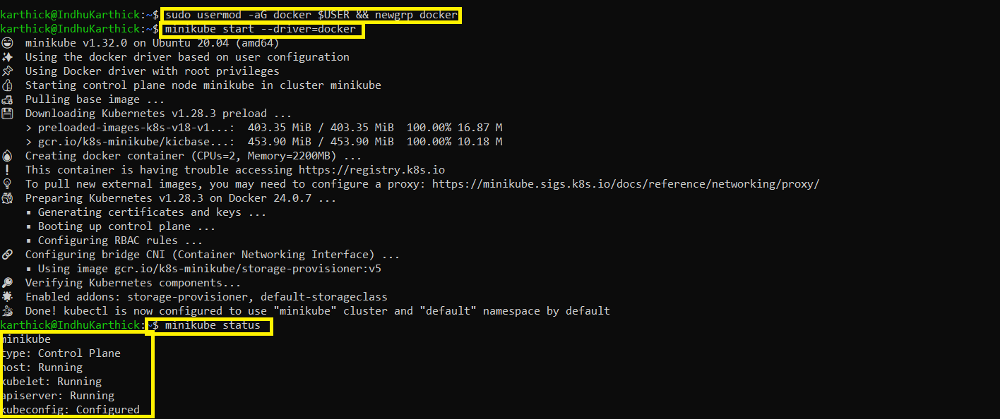 karthick@IndhuKarthick:~$ sudo usermod -aG docker $USER && newgrp docker
karthick@IndhuKarthick:~$ minikube start --driver=docker
minikube v1.32.0 on Ubuntu 20.04 (amd64)
Using the docker driver based on user configuration
Using Docker driver with root privileges
Starting control plane node minikube in cluster minikube
Pulling base image ...
Downloading Kubernetes v1.28.3 preload ...
> preloaded-images-k8s-v18-v1...: 403.35 MiB / 403.35 MiB 100.00% 16.87 M
> gcr.io/k8s-minikube/kicbase...: 453.90 MiB / 453.90 MiB 100.00% 10.18 M
Creating docker container (CPUs=2, Memory=2200MB) ...
! This container is having trouble accessing https://registry.k8s.io
To pull new external images, you may need to configure a proxy: https://minikube.sigs.k8s.io/docs/reference/networking/proxy/
Preparing Kubernetes v1.28.3 on Docker 24.0.7 ...
▪ Generating certificates and keys ...
▪ Booting up control plane ...
▪ Configuring RBAC rules ...
Configuring bridge CNI (Container Networking Interface) ...
▪ Using image gcr.io/k8s-minikube/storage-provisioner:v5
Verifying Kubernetes components...
Enabled addons: storage-provisioner, default-storageclass
Done! kubectl is now configured to use "minikube" cluster and "default" namespace by default
karthick@IndhuKarthick:~$ minikube status
minikube
type: Control Plane
host: Running
kubelet: Running
apiserver: Running
kubeconfig: Configured